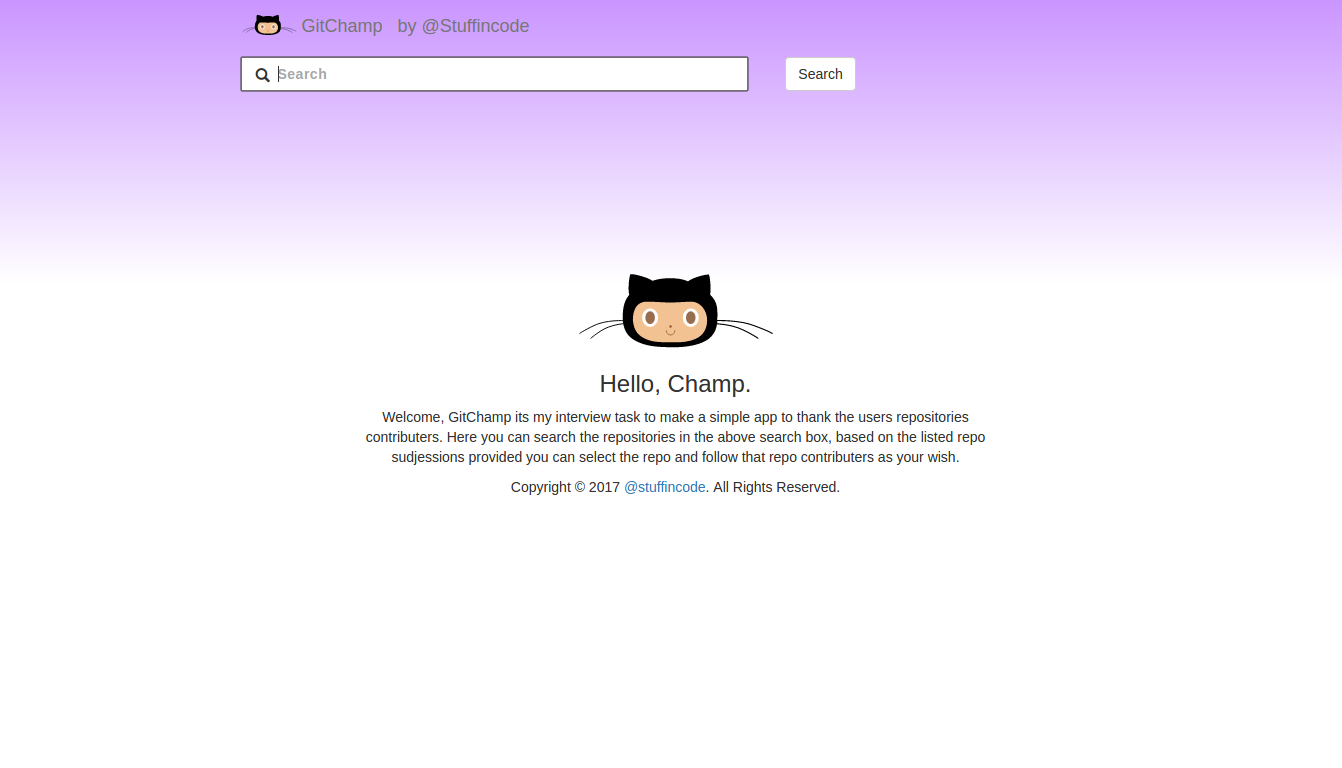 GitChamp by @Stuffincode
Search
Search
Hello, Champ.
Welcome, GitChamp its my interview task to make a simple app to thank the users repositories
contributers. Here you can search the repositories in the above search box, based on the listed repo
sudjessions provided you can select the repo and follow that repo contributers as your wish.
Copyright © 2017 @stuffincode. All Rights Reserved.